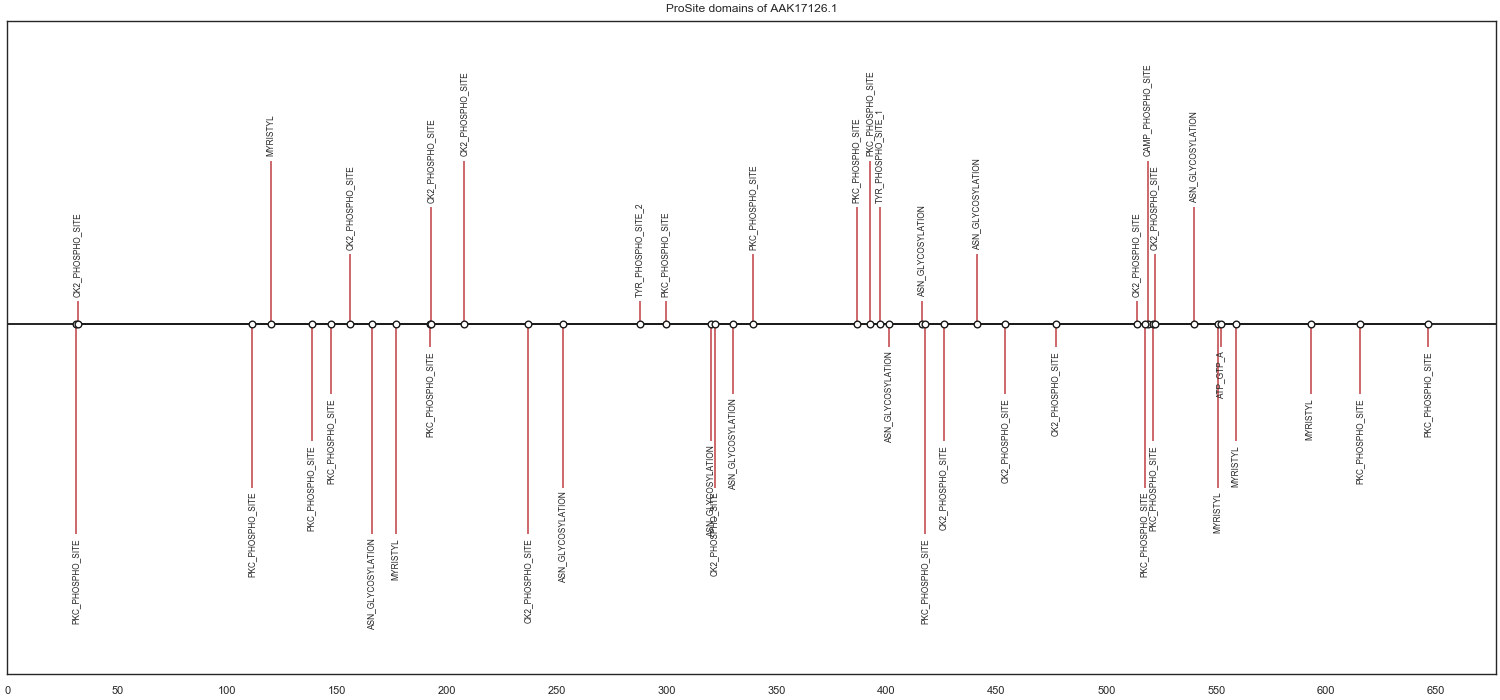 ProSite domains of AAK17126.1
CK2_PHOSPHO_SITE
MYRISTYL
CK2_PHOSPHO_SITE
CK2_PHOSPHO_SITE
CK2_PHOSPHO_SITE
TYR_PHOSPHO_SITE_2
PKC_PHOSPHO_SITE
PKC_PHOSPHO_SITE
PKC_PHOSPHO_SITE
PKC_PHOSPHO_SITE
TYR_PHOSPHO_SITE_1
ASN_GLYCOSYLATION
ASN_GLYCOSYLATION
CK2_PHOSPHO_SITE
CAMP_PHOSPHO_SITE
CK2_PHOSPHO_SITE
ASN_GLYCOSYLATION
PKC_PHOSPHO_SITE
PKC_PHOSPHO_SITE
PKC_PHOSPHO_SITE
PKC_PHOSPHO_SITE
ASN_GLYCOSYLATION
MYRISTYL
PKC_PHOSPHO_SITE
CK2_PHOSPHO_SITE
ASN_GLYCOSYLATION
ASN_GLYCOSYLATION
CK2_PHOSPHO_SITE
ASN_GLYCOSYLATION
ASN_GLYCOSYLATION
PKC_PHOSPHO_SITE
CK2_PHOSPHO_SITE
CK2_PHOSPHO_SITE
CK2_PHOSPHO_SITE
PKC_PHOSPHO_SITE
PKC_PHOSPHO_SITE
MYRISTYL
ATP_GTP_A
MYRISTYL
MYRISTYL
PKC_PHOSPHO_SITE
PKC_PHOSPHO_SITE
0 50 100 150 200 250 300 350 400 450 500 550 600 650